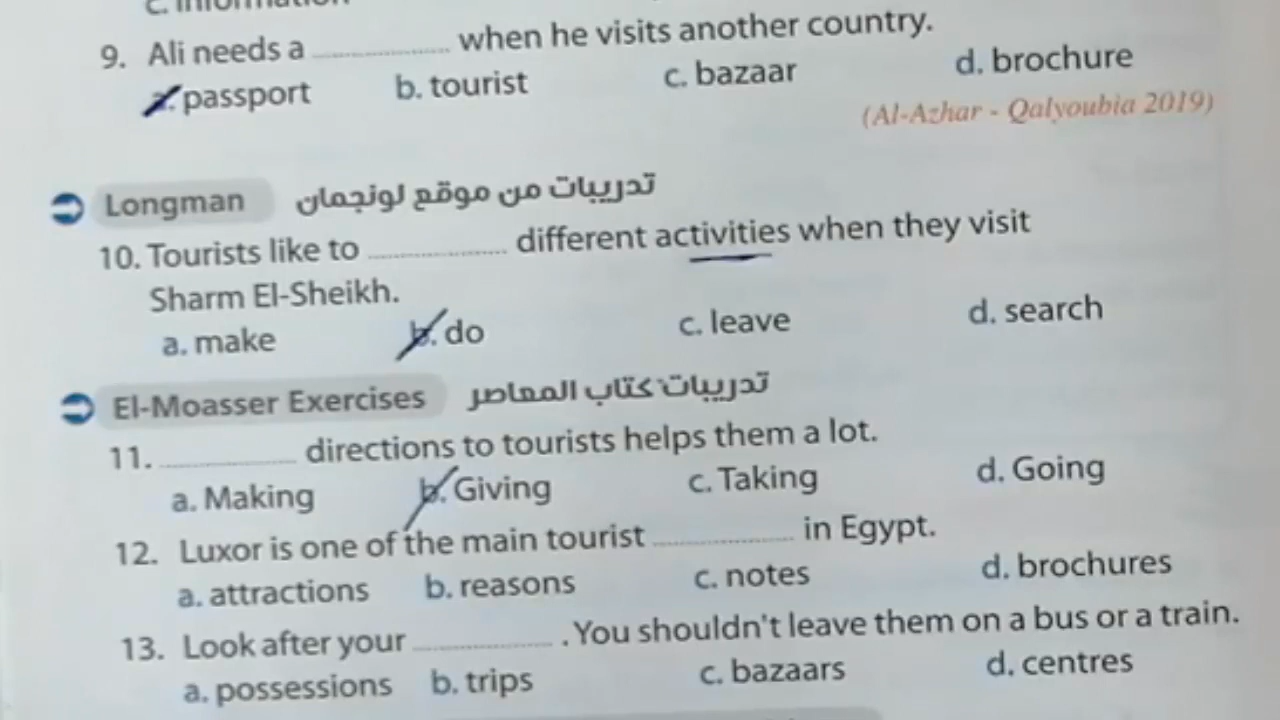 c. information
9. Ali needs a .................... when he visits another country.
a. passport b. tourist c. bazaar d. brochure
(Al-Azhar - Qalyoubia 2019)
Longman تدريبات من موقع لونجمان
10. Tourists like to .................... different activities when they visit
Sharm El-Sheikh.
a. make b. do c. leave d. search
El-Moasser Exercises تدريبات كتاب المعاصر
11. .................... directions to tourists helps them a lot.
a. Making b. Giving c. Taking d. Going
12. Luxor is one of the main tourist .................... in Egypt.
a. attractions b. reasons c. notes d. brochures
13. Look after your .................... . You shouldn't leave them on a bus or a train.
a. possessions b. trips c. bazaars d. centres